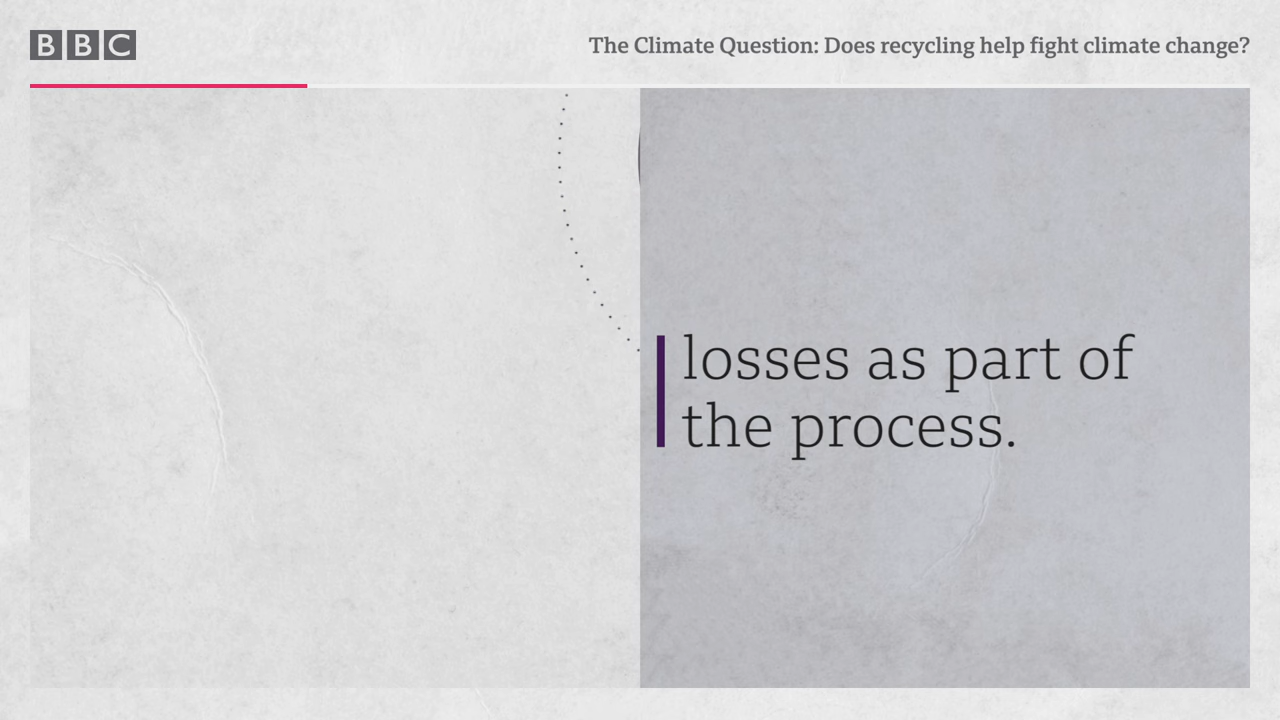 BBC
The Climate Question: Does recycling help fight climate change?
losses as part of
the process.